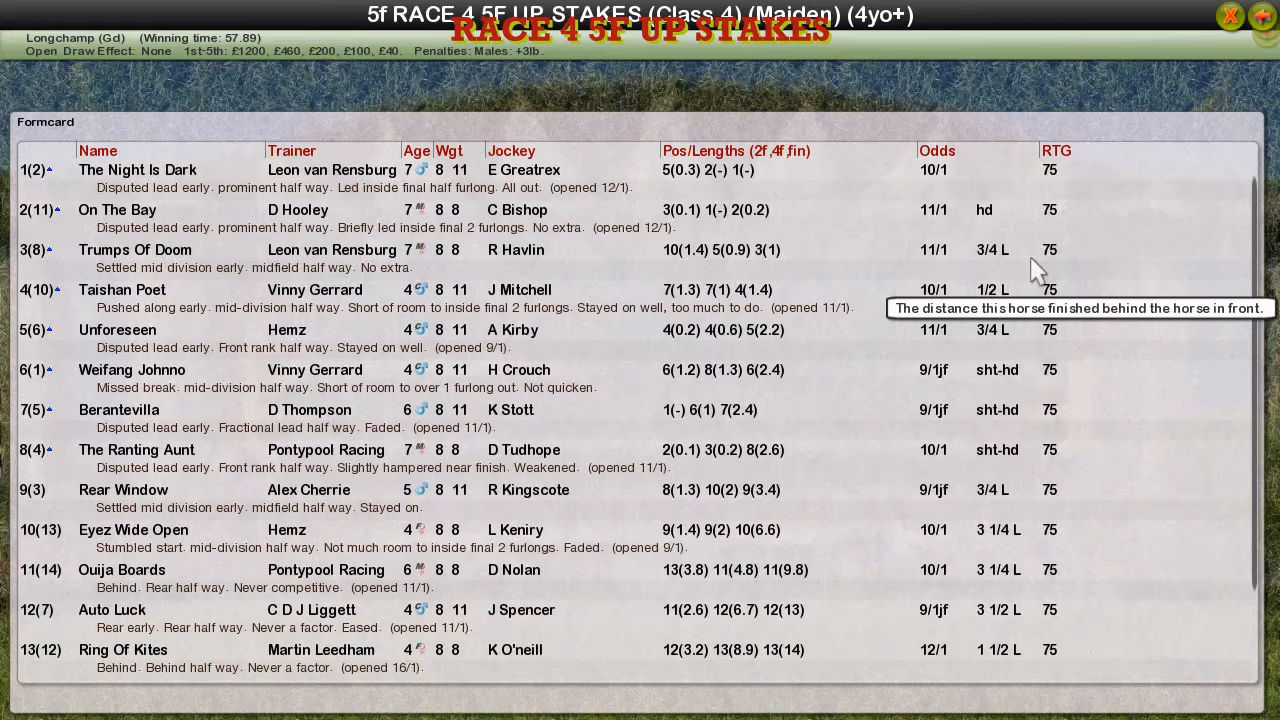 5f RACE 4 5F UP STAKES (Class 4) (Maiden) (4yo+)
RACE 4 5F UP STAKES
Longchamp (Gd) (Winning time: 57.89)
Open Draw Effect: None 1st-5th: £1200, £460, £200, £100, £40. Penalties: Males: +3lb.
Formcard
Name Trainer Age Wgt Jockey Pos/Lengths (2f,4f,fin) Odds RTG
1(2) The Night Is Dark Leon van Rensburg 7 8 11 E Greatrex 5(0.3) 2(-) 1(-) 10/1 75
Disputed lead early. prominent half way. Led inside final half furlong. All out. (opened 12/1).
2(11) On The Bay D Hooley 7 M 8 8 C Bishop 3(0.1) 1(-) 2(0.2) 11/1 hd 75
Disputed lead early. prominent half way. Briefly led inside final 2 furlongs. No extra. (opened 12/1).
3(8) Trumps Of Doom Leon van Rensburg 7 M 8 8 R Havlin 10(1.4) 5(0.9) 3(1) 11/1 3/4 L 75
Settled mid division early. midfield half way. No extra.
4(10) Taishan Poet Vinny Gerrard 4 8 11 J Mitchell 7(1.3) 7(1) 4(1.4) 10/1 1/2 L 75
Pushed along early. mid-division half way. Short of room to inside final 2 furlongs. Stayed on well, too much to do. (opened 11/1).
The distance this horse finished behind the horse in front.
5(6) Unforeseen Hemz 4 8 11 A Kirby 4(0.2) 4(0.6) 5(2.2) 11/1 3/4 L 75
Disputed lead early. Front rank half way. Stayed on well. (opened 9/1).
6(1) Weifang Johnno Vinny Gerrard 4 8 11 H Crouch 6(1.2) 8(1.3) 6(2.4) 9/1jf sht-hd 75
Missed break. mid-division half way. Short of room to over 1 furlong out. Not quicken.
7(5) Berantevilla D Thompson 6 8 11 K Stott 1(-) 6(1) 7(2.4) 9/1jf sht-hd 75
Disputed lead early. Fractional lead half way. Faded. (opened 11/1).
8(4) The Ranting Aunt Pontypool Racing 7 M 8 8 D Tudhope 2(0.1) 3(0.2) 8(2.6) 10/1 sht-hd 75
Disputed lead early. Front rank half way. Slightly hampered near finish. Weakened. (opened 11/1).
9(3) Rear Window Alex Cherrie 5 8 11 R Kingscote 8(1.3) 10(2) 9(3.4) 9/1jf 3/4 L 75
Settled mid division early. midfield half way. Stayed on.
10(13) Eyez Wide Open Hemz 4 F 8 8 L Keniry 9(1.4) 9(2) 10(6.6) 10/1 3 1/4 L 75
Stumbled start. mid-division half way. Not much room to inside final 2 furlongs. Faded. (opened 9/1).
11(14) Ouija Boards Pontypool Racing 6 M 8 8 D Nolan 13(3.8) 11(4.8) 11(9.8) 10/1 3 1/4 L 75
Behind. Rear half way. Never competitive. (opened 11/1).
12(7) Auto Luck C D J Liggett 4 8 11 J Spencer 11(2.6) 12(6.7) 12(13) 9/1jf 3 1/2 L 75
Rear early. Rear half way. Never a factor. Eased. (opened 11/1).
13(12) Ring Of Kites Martin Leedham 4 F 8 8 K O'neill 12(3.2) 13(8.9) 13(14) 12/1 1 1/2 L 75
Behind. Behind half way. Never a factor. (opened 16/1).